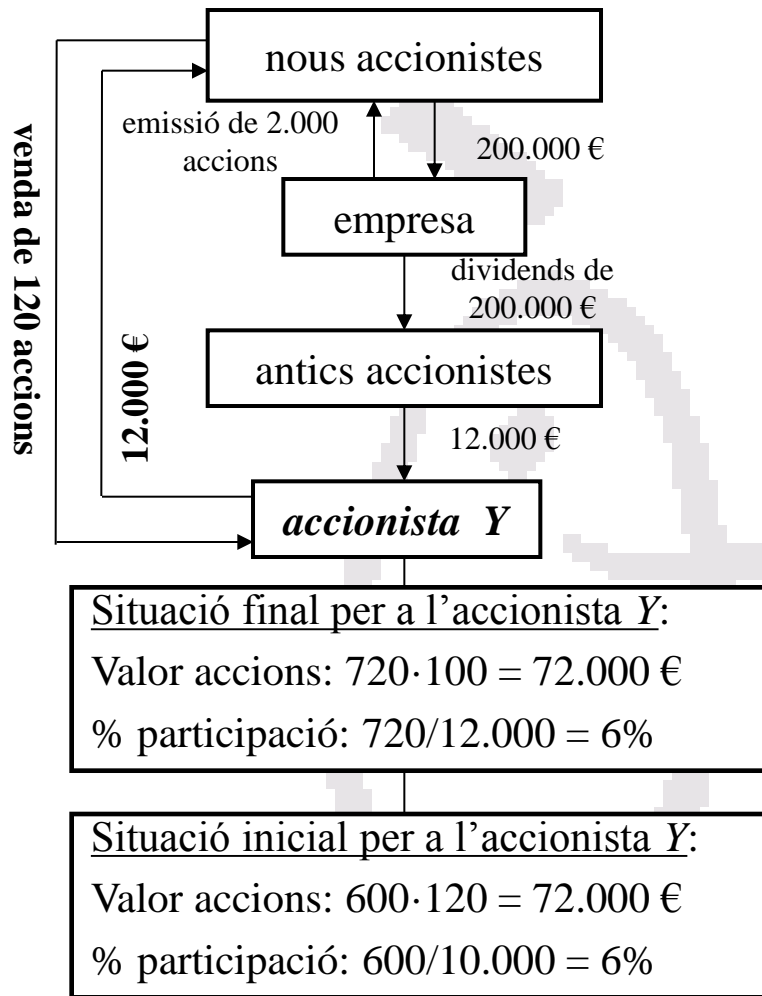 nous accionistes
emissió de 2.000
accions
200.000 €
empresa
dividends de
200.000 €
antics accionistes
12.000 €
accionista Y
venda de 120 accions
12.000 €
Situació final per a l’accionista Y:
Valor accions: 720·100 = 72.000 €
% participació: 720/12.000 = 6%
Situació inicial per a l’accionista Y:
Valor accions: 600·120 = 72.000 €
% participació: 600/10.000 = 6%